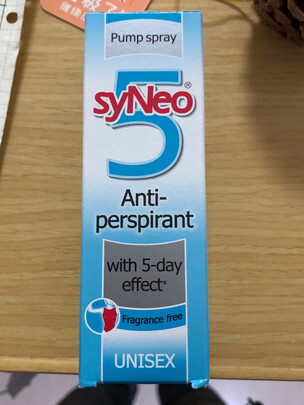 Pump spray
5
syNeo®
Anti-
perspirant
with 5-day
effect*
Fragrance free
UNISEX